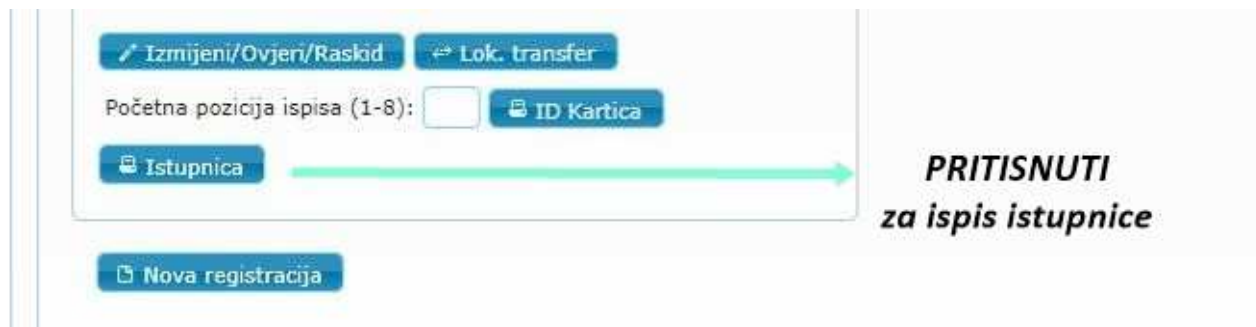 Izmijeni/Ovjeri/Raskid Lok. transfer
Početna pozicija ispisa (1-8): ID Kartica
Istupnica
PRITISNUTI
za ispis istupnice
Nova registracija